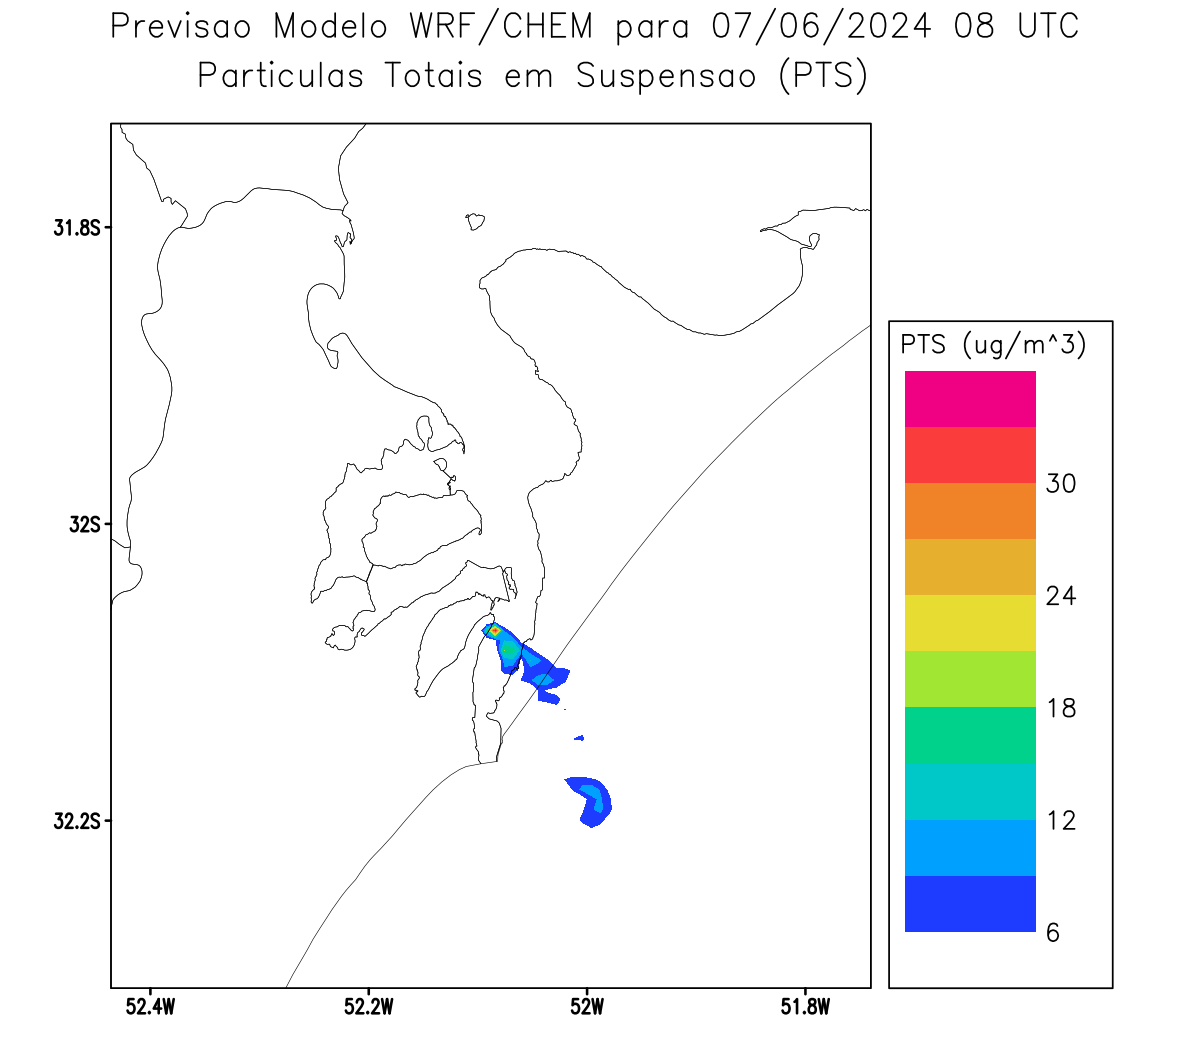 Previsao Modelo WRF/CHEM para 07/06/2024 08 UTC
Particulas Totais em Suspensao (PTS)
31.8S
32S
32.2S
52.4W
52.2W
52W
51.8W
PTS (ug/m^3)
30
24
18
12
6